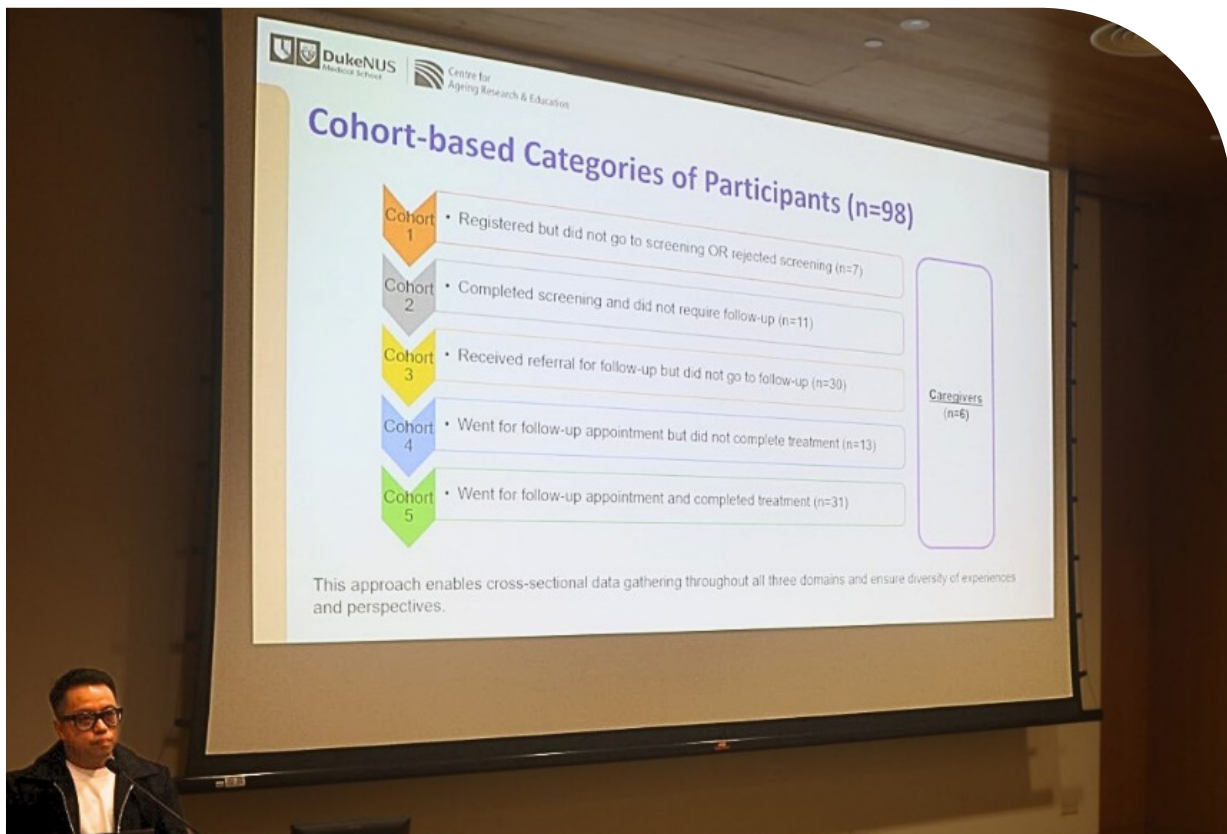 DukeNUS
Medical School
Centre for
Ageing Research & Education
Cohort-based Categories of Participants (n=98)
Cohort
1
• Registered but did not go to screening OR rejected screening (n=7)
Cohort
2
• Completed screening and did not require follow-up (n=11)
Cohort
3
• Received referral for follow-up but did not go to follow-up (n=30)
Cohort
4
• Went for follow-up appointment but did not complete treatment (n=13)
Cohort
5
• Went for follow-up appointment and completed treatment (n=31)
Caregivers
(n=6)
This approach enables cross-sectional data gathering throughout all three domains and ensure diversity of experiences
and perspectives.